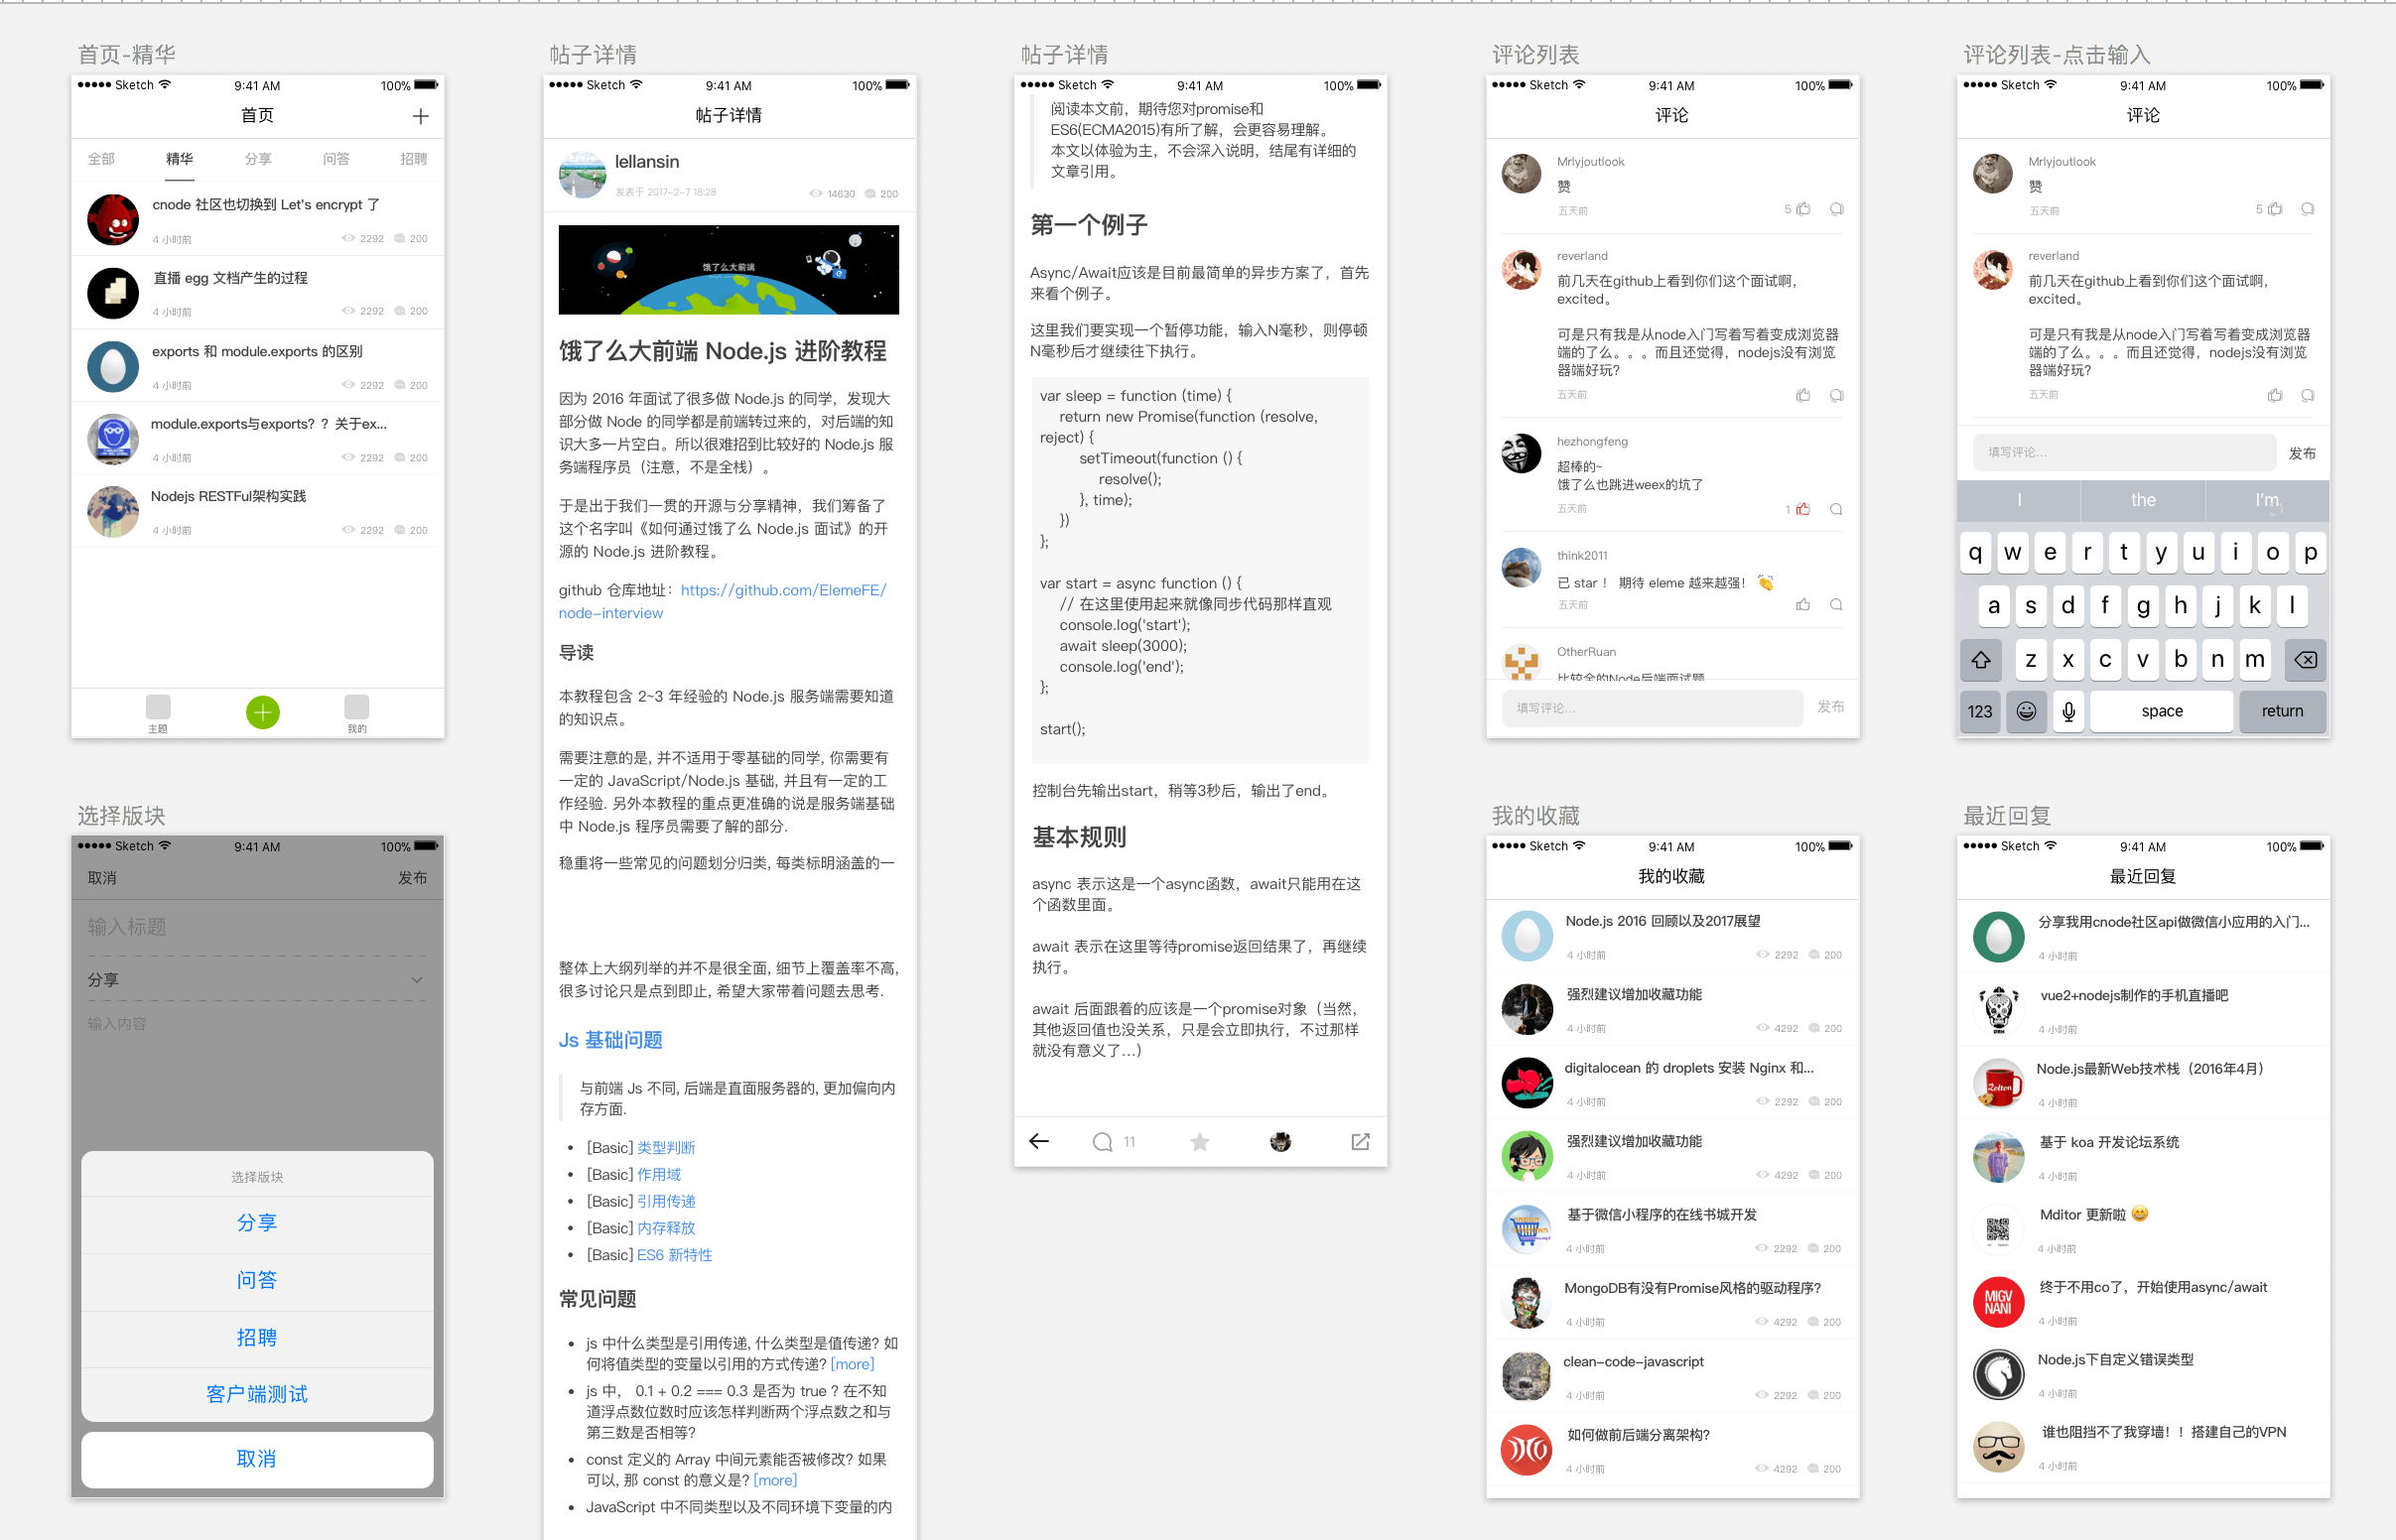 首页-精华
●●●●● Sketch 9:41 AM 100%
首页
全部 精华 分享 问答 招聘
cnode 社区也切换到 Let's encrypt 了
4 小时前 2292 200
直播 egg 文档产生的过程
4 小时前 2292 200
exports 和 module.exports 的区别
4 小时前 2292 200
module.exports与exports？？关于ex...
4 小时前 2292 200
Nodejs RESTFul架构实践
4 小时前 2292 200
主题 我的
选择版块
●●●●● Sketch 9:41 AM 100%
取消 发布
输入标题
分享
输入内容
选择版块
分享
问答
招聘
客户端测试
取消
帖子详情
●●●●● Sketch 9:41 AM 100%
帖子详情
lellansin
发表于 2017-2-7 18:28 14630 200
饿了么大前端
饿了么大前端 Node.js 进阶教程
因为 2016 年面试了很多做 Node.js 的同学，发现大
部分做 Node 的同学都是前端转过来的，对后端的知
识大多一片空白。所以很难招到比较好的 Node.js 服
务端程序员（注意，不是全栈）。
于是出于我们一贯的开源与分享精神，我们筹备了
这个名字叫《如何通过饿了么 Node.js 面试》的开
源的 Node.js 进阶教程。
github 仓库地址：https://github.com/ElemeFE/
node-interview
导读
本教程包含 2~3 年经验的 Node.js 服务端需要知道
的知识点。
需要注意的是, 并不适用于零基础的同学, 你需要有
一定的 JavaScript/Node.js 基础, 并且有一定的工
作经验. 另外本教程的重点更准确的说是服务端基础
中 Node.js 程序员需要了解的部分.
稳重将一些常见的问题划分归类, 每类标明涵盖的一
整体上大纲列举的并不是很全面, 细节上覆盖率不高,
很多讨论只是点到即止, 希望大家带着问题去思考.
Js 基础问题
与前端 Js 不同, 后端是直面服务器的, 更加偏向内
存方面.
• [Basic] 类型判断
• [Basic] 作用域
• [Basic] 引用传递
• [Basic] 内存释放
• [Basic] ES6 新特性
常见问题
• js 中什么类型是引用传递, 什么类型是值传递? 如
何将值类型的变量以引用的方式传递? [more]
• js 中， 0.1 + 0.2 === 0.3 是否为 true ? 在不知
道浮点数位数时应该怎样判断两个浮点数之和与
第三数是否相等?
• const 定义的 Array 中间元素能否被修改? 如果
可以, 那 const 的意义是? [more]
• JavaScript 中不同类型以及不同环境下变量的内
帖子详情
●●●●● Sketch 9:41 AM 100%
阅读本文前，期待您对promise和
ES6(ECMA2015)有所了解，会更容易理解。
本文以体验为主，不会深入说明，结尾有详细的
文章引用。
第一个例子
Async/Await应该是目前最简单的异步方案了，首先
来看个例子。
这里我们要实现一个暂停功能，输入N毫秒，则停顿
N毫秒后才继续往下执行。
var sleep = function (time) {
return new Promise(function (resolve,
reject) {
setTimeout(function () {
resolve();
}, time);
})
};
var start = async function () {
// 在这里使用起来就像同步代码那样直观
console.log('start');
await sleep(3000);
console.log('end');
};
start();
控制台先输出start，稍等3秒后，输出了end。
基本规则
async 表示这是一个async函数，await只能用在这
个函数里面。
await 表示在这里等待promise返回结果了，再继续
执行。
await 后面跟着的应该是一个promise对象（当然，
其他返回值也没关系，只是会立即执行，不过那样
就没有意义了…）
11
评论列表
●●●●● Sketch 9:41 AM 100%
评论
Mrlyjoutlook
赞
五天前 5
reverland
前几天在github上看到你们这个面试啊，
excited。
可是只有我是从node入门写着写着变成浏览器
端的了么。。。而且还觉得，nodejs没有浏览
器端好玩?
五天前
hezhongfeng
超棒的~
饿了么也跳进weex的坑了
五天前 1
think2011
已 star ！ 期待 eleme 越来越强！ 👏
五天前
OtherRuan
比较全的Node后端面试题
填写评论... 发布
评论列表-点击输入
●●●●● Sketch 9:41 AM 100%
评论
Mrlyjoutlook
赞
五天前 5
reverland
前几天在github上看到你们这个面试啊，
excited。
可是只有我是从node入门写着写着变成浏览器
端的了么。。。而且还觉得，nodejs没有浏览
器端好玩?
五天前
填写评论... 发布
I the I'm
q w e r t y u i o p
a s d f g h j k l
z x c v b n m
123 space return
我的收藏
●●●●● Sketch 9:41 AM 100%
我的收藏
Node.js 2016 回顾以及2017展望
4 小时前 2292 200
强烈建议增加收藏功能
4 小时前 4292 200
digitalocean 的 droplets 安装 Nginx 和...
4 小时前 2292 200
强烈建议增加收藏功能
4 小时前 4292 200
基于微信小程序的在线书城开发
4 小时前 2292 200
MongoDB有没有Promise风格的驱动程序?
4 小时前 4292 200
clean-code-javascript
4 小时前 2292 200
如何做前后端分离架构?
4 小时前 4292 200
最近回复
●●●●● Sketch 9:41 AM 100%
最近回复
分享我用cnode社区api做微信小应用的入门...
4 小时前
vue2+nodejs制作的手机直播吧
4 小时前
Node.js最新Web技术栈（2016年4月）
Zolton
4 小时前
基于 koa 开发论坛系统
4 小时前
Mditor 更新啦 😄
4 小时前
终于不用co了，开始使用async/await
MIGV
NANI
4 小时前
Node.js下自定义错误类型
4 小时前
谁也阻挡不了我穿墙！！搭建自己的VPN
4 小时前